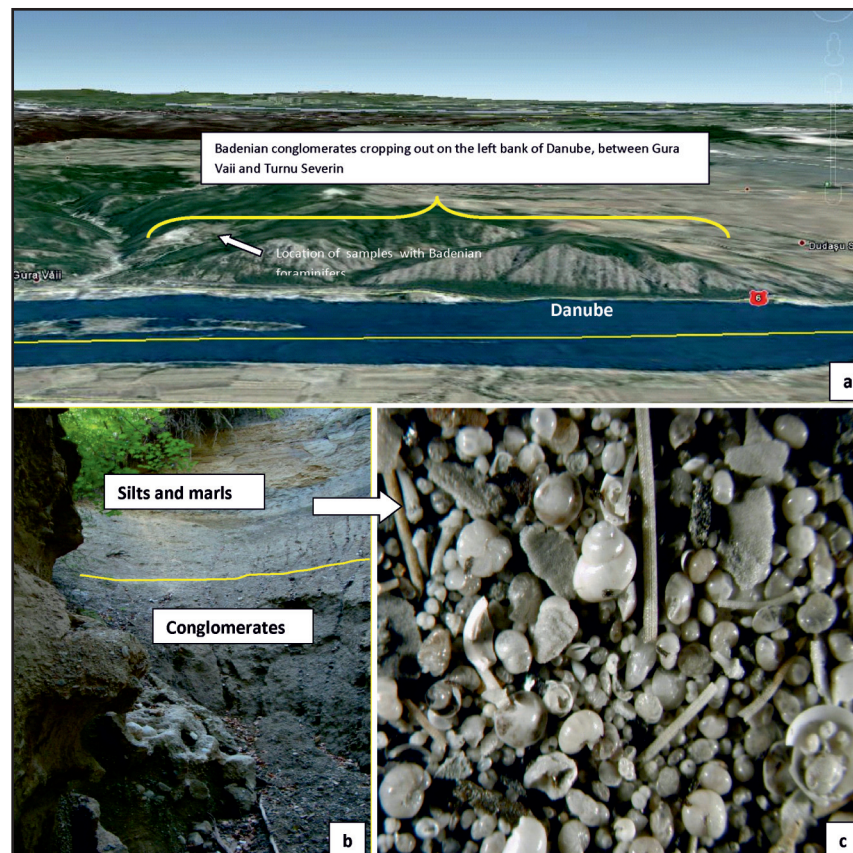 Badenian conglomerates cropping out on the left bank of Danube, between Gura
Vaii and Turnu Severin
Location of samples with Badenian
foraminifers
Gura Văii
Dudaşu S
6
Danube
a
Silts and marls
Conglomerates
b
c